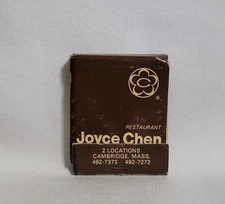 C
RESTAURANT
Joyce Chen
2 LOCATIONS
CAMBRIDGE, MASS.
492-7373 492-7272